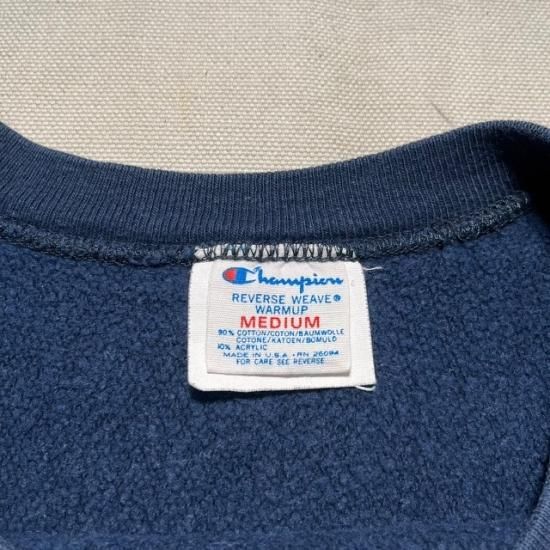 Champion
REVERSE WEAVE®
WARMUP
MEDIUM
90% COTTON/COTON/BAUMWOLLE
COTONE/KATOEN/BOMULD
10% ACRYLIC
MADE IN U.S.A. • RN 26094
FOR CARE SEE REVERSE